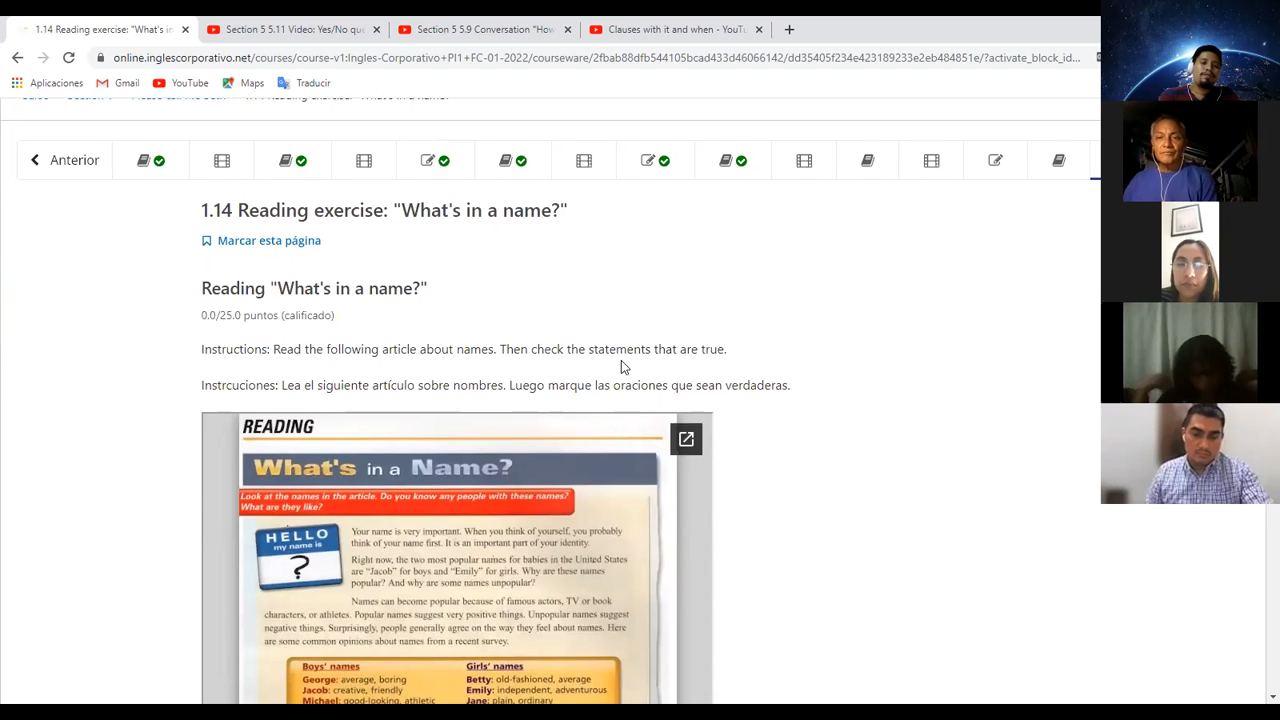 1.14 Reading exercise: "What's in
Section 5 5.11 Video: Yes/No que
Section 5 5.9 Conversation "How
Clauses with it and when - YouTu
online.inglescorporativo.net/courses/course-v1:Ingles-Corporativo+PI1+FC-01-2022/courseware/2fbab88dfb544105bcad433d46066142/dd35405f234e423189233e2eb484851e/?activate_block_id...
Aplicaciones
Gmail
YouTube
Maps
Traducir
Anterior
1.14 Reading exercise: "What's in a name?"
Marcar esta página
Reading "What's in a name?"
0.0/25.0 puntos (calificado)
Instructions: Read the following article about names. Then check the statements that are true.
Instrcuciones: Lea el siguiente artículo sobre nombres. Luego marque las oraciones que sean verdaderas.
READING
What's in a Name?
Look at the names in the article. Do you know any people with these names?
What are they like?
HELLO
my name is
?
Your name is very important. When you think of yourself, you probably
think of your name first. It is an important part of your identity.
Right now, the two most popular names for babies in the United States
are "Jacob" for boys and "Emily" for girls. Why are these names
popular? And why are some names unpopular?
Names can become popular because of famous actors, TV or book
characters, or athletes. Popular names suggest very positive things. Unpopular names suggest
negative things. Surprisingly, people generally agree on the way they feel about names. Here
are some common opinions about names from a recent survey.
Boys' names
George: average, boring
Jacob: creative, friendly
Michael: good-looking, athletic
Girls' names
Betty: old-fashioned, average
Emily: independent, adventurous
Jane: plain, ordinary